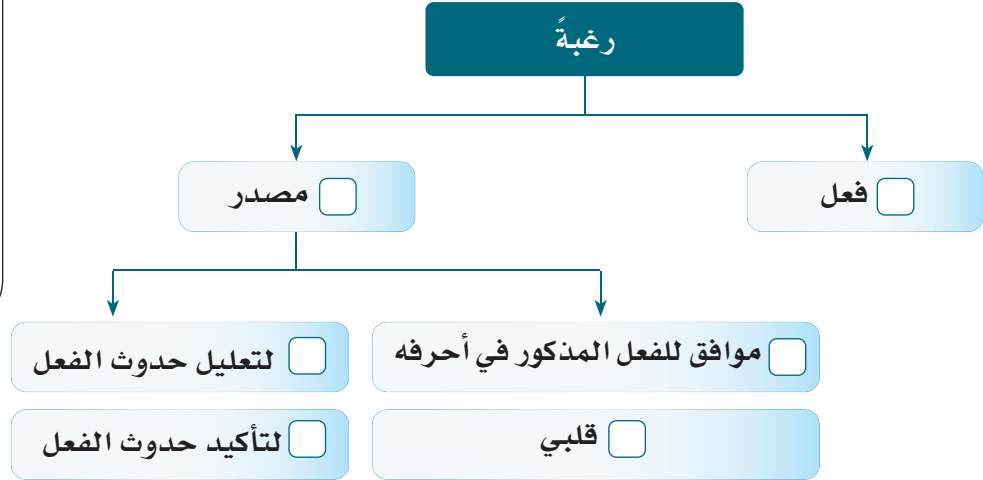 رغبةً
فعل
مصدر
موافق للفعل المذكور في أحرفه
لتعليل حدوث الفعل
قلبي
لتأكيد حدوث الفعل